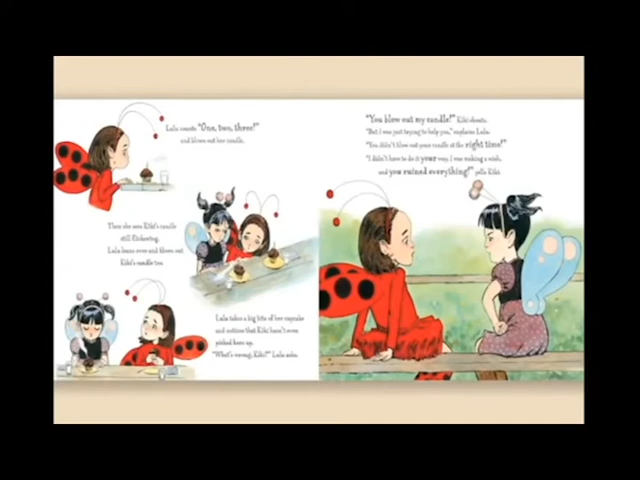 Lulu counts "One, two, three!"
and blows out her candle.
Then she sees Kiki's candle
still flickering.
Lulu leans over and blows out
Kiki's candle too.
Lulu takes a big bite of her cupcake
and notices that Kiki hasn't even
picked hers up.
"What's wrong, Kiki?" Lulu asks.
"You blew out my candle!" Kiki shouts.
"But I was just trying to help you," explains Lulu.
"You didn't blow out your candle at the right time!"
"I didn't have to do it your way. I was making a wish,
and you ruined everything!" yells Kiki.